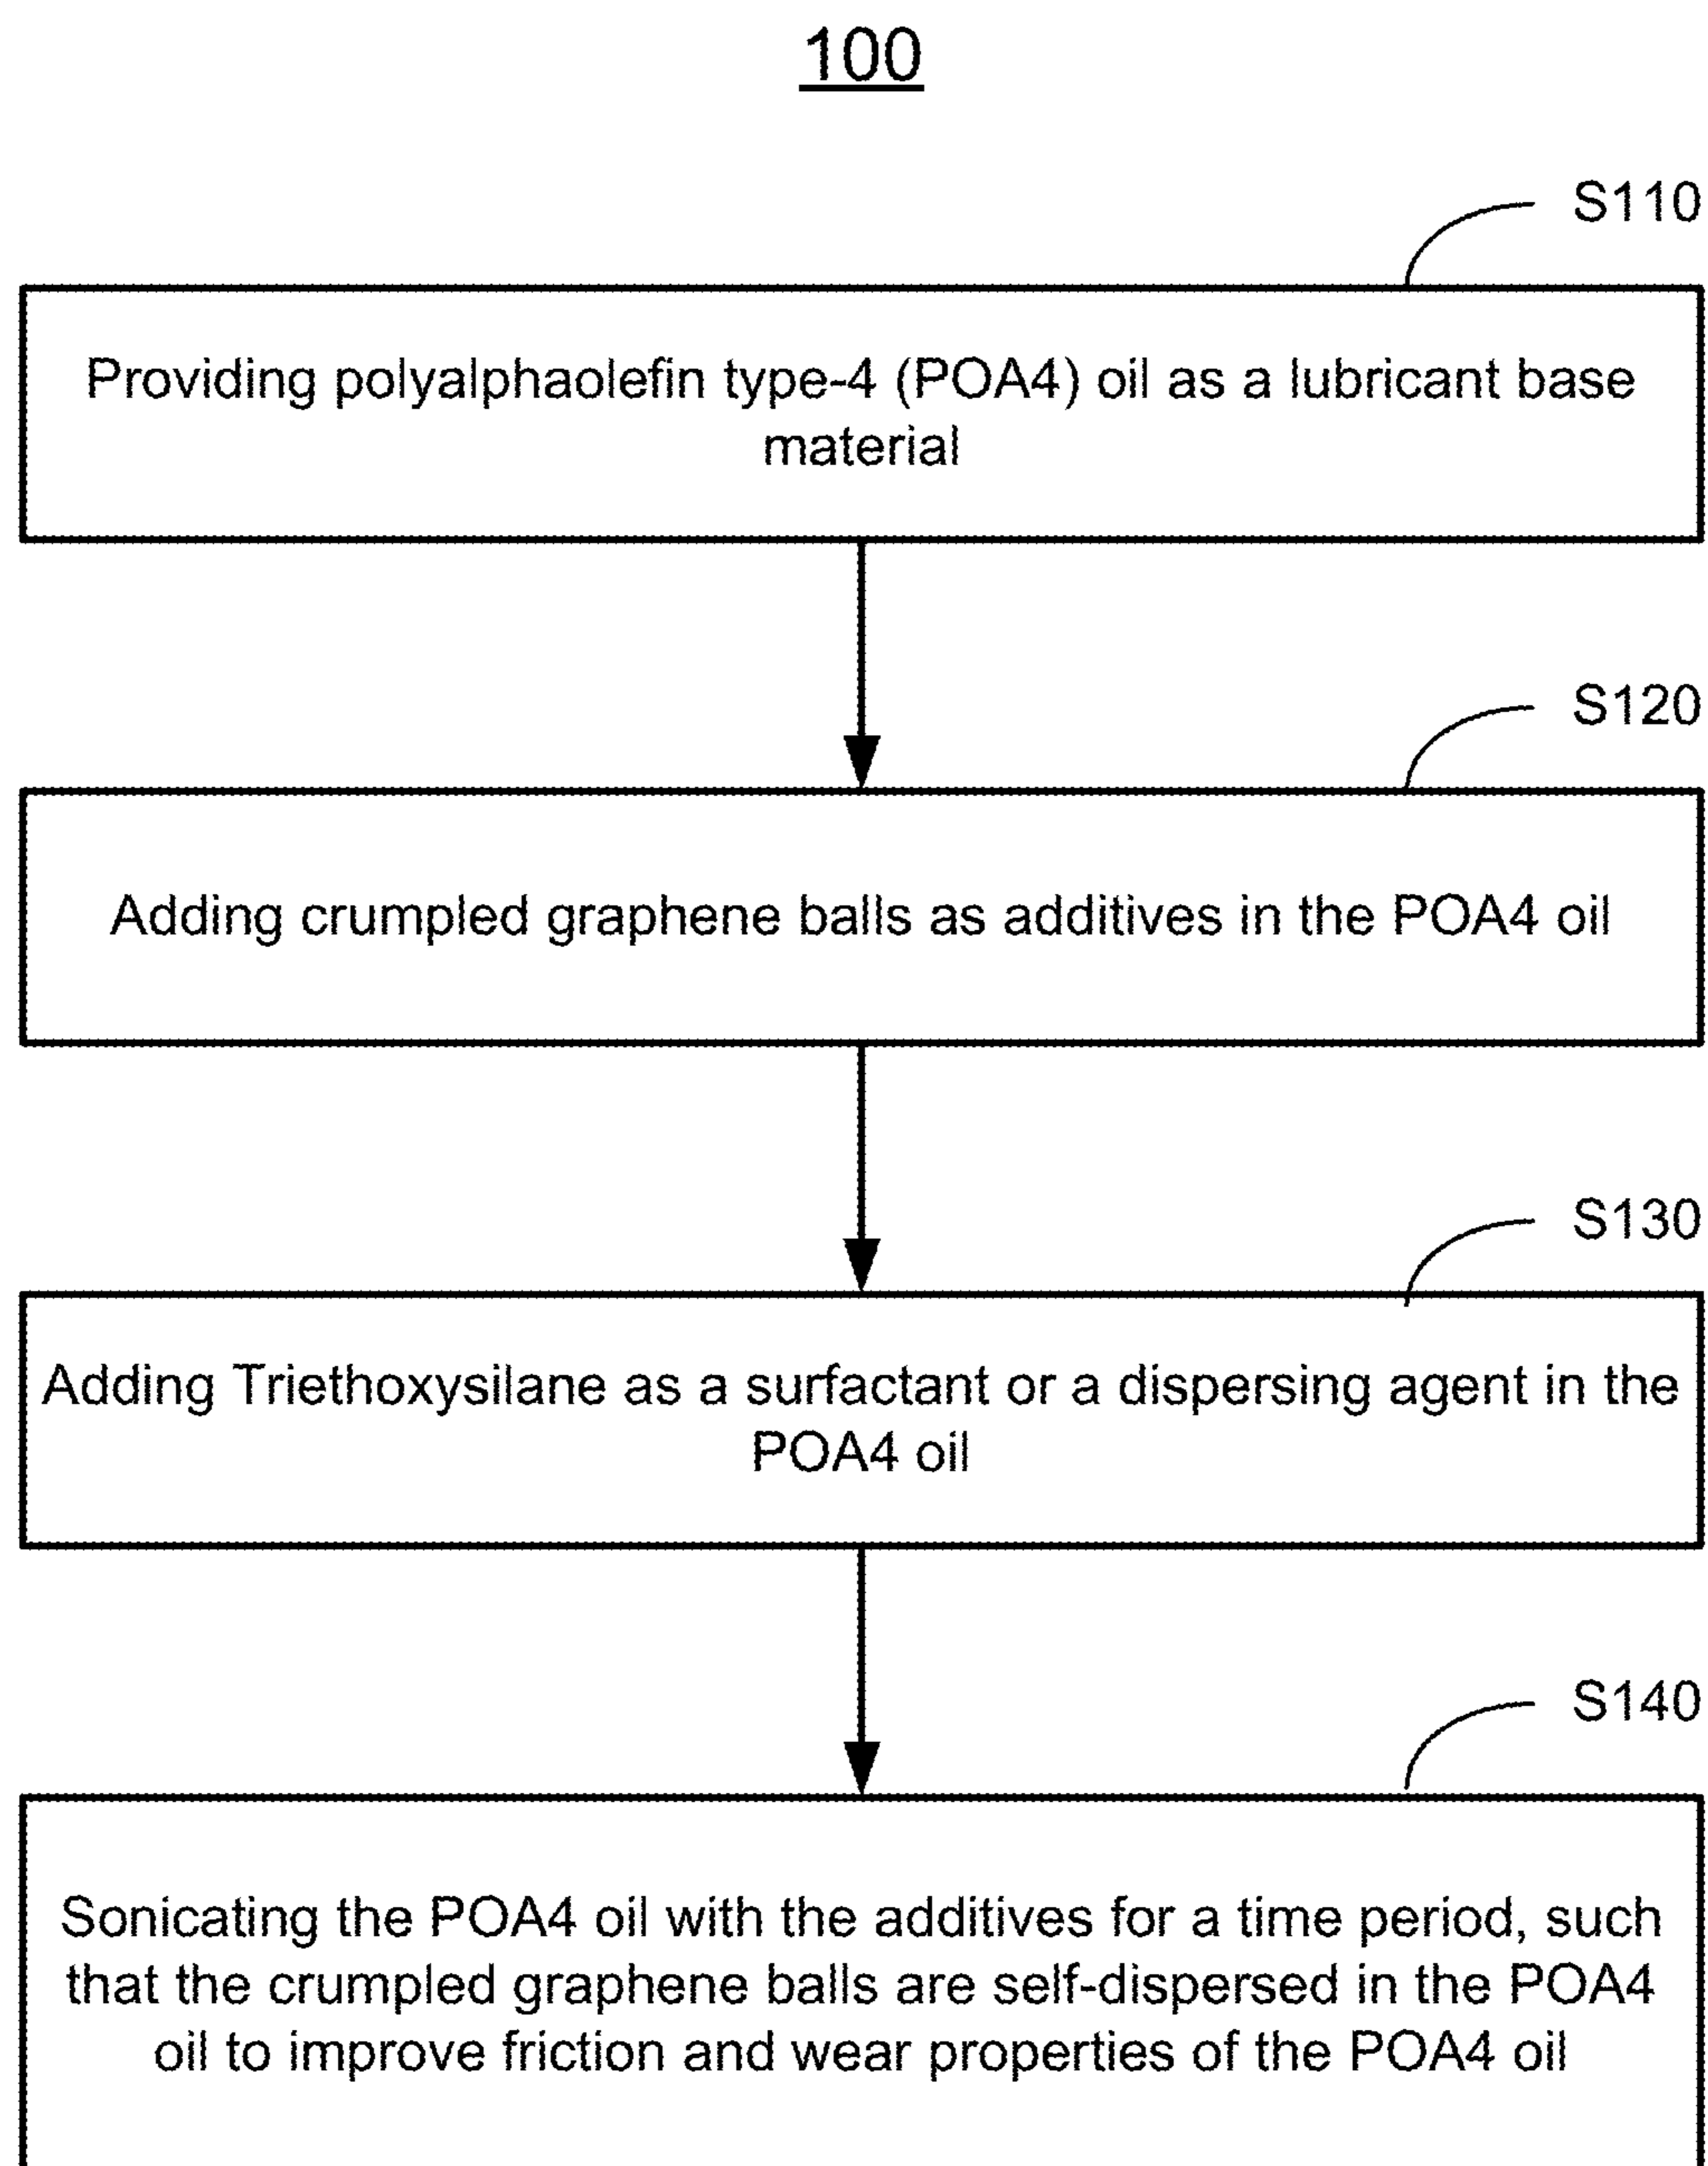 100
S110
Providing polyalphaolefin type-4 (POA4) oil as a lubricant base
material
S120
Adding crumpled graphene balls as additives in the POA4 oil
S130
Adding Triethoxysilane as a surfactant or a dispersing agent in the
POA4 oil
S140
Sonicating the POA4 oil with the additives for a time period, such
that the crumpled graphene balls are self-dispersed in the POA4
oil to improve friction and wear properties of the POA4 oil